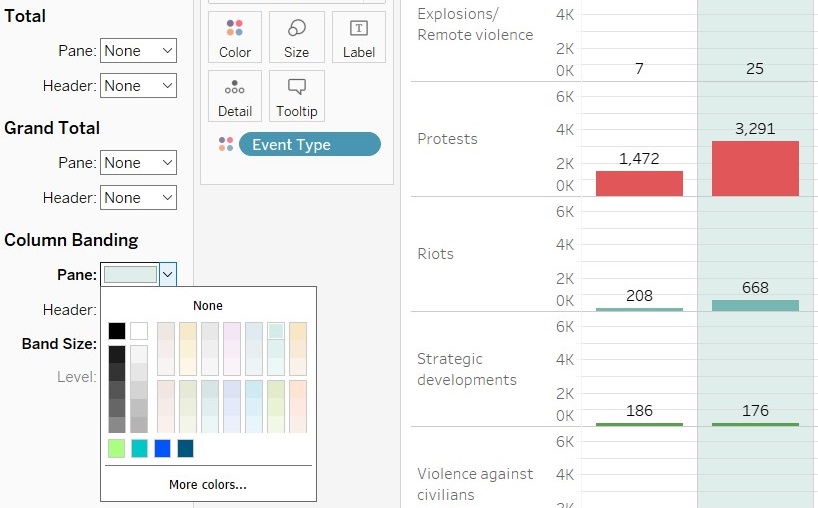 Total
Pane: None
Header: None
Grand Total
Pane: None
Header: None
Column Banding
Pane:
Header:
Band Size:
Level:
None
More colors...
Color
Size
Label
Detail
Tooltip
Event Type
Explosions/
Remote violence
4K
2K
0K
7
25
Protests
6K
4K
2K
0K
1,472
3,291
Riots
6K
4K
2K
0K
208
668
Strategic
developments
6K
4K
2K
0K
186
176
Violence against
civilians
6K
4K
2K